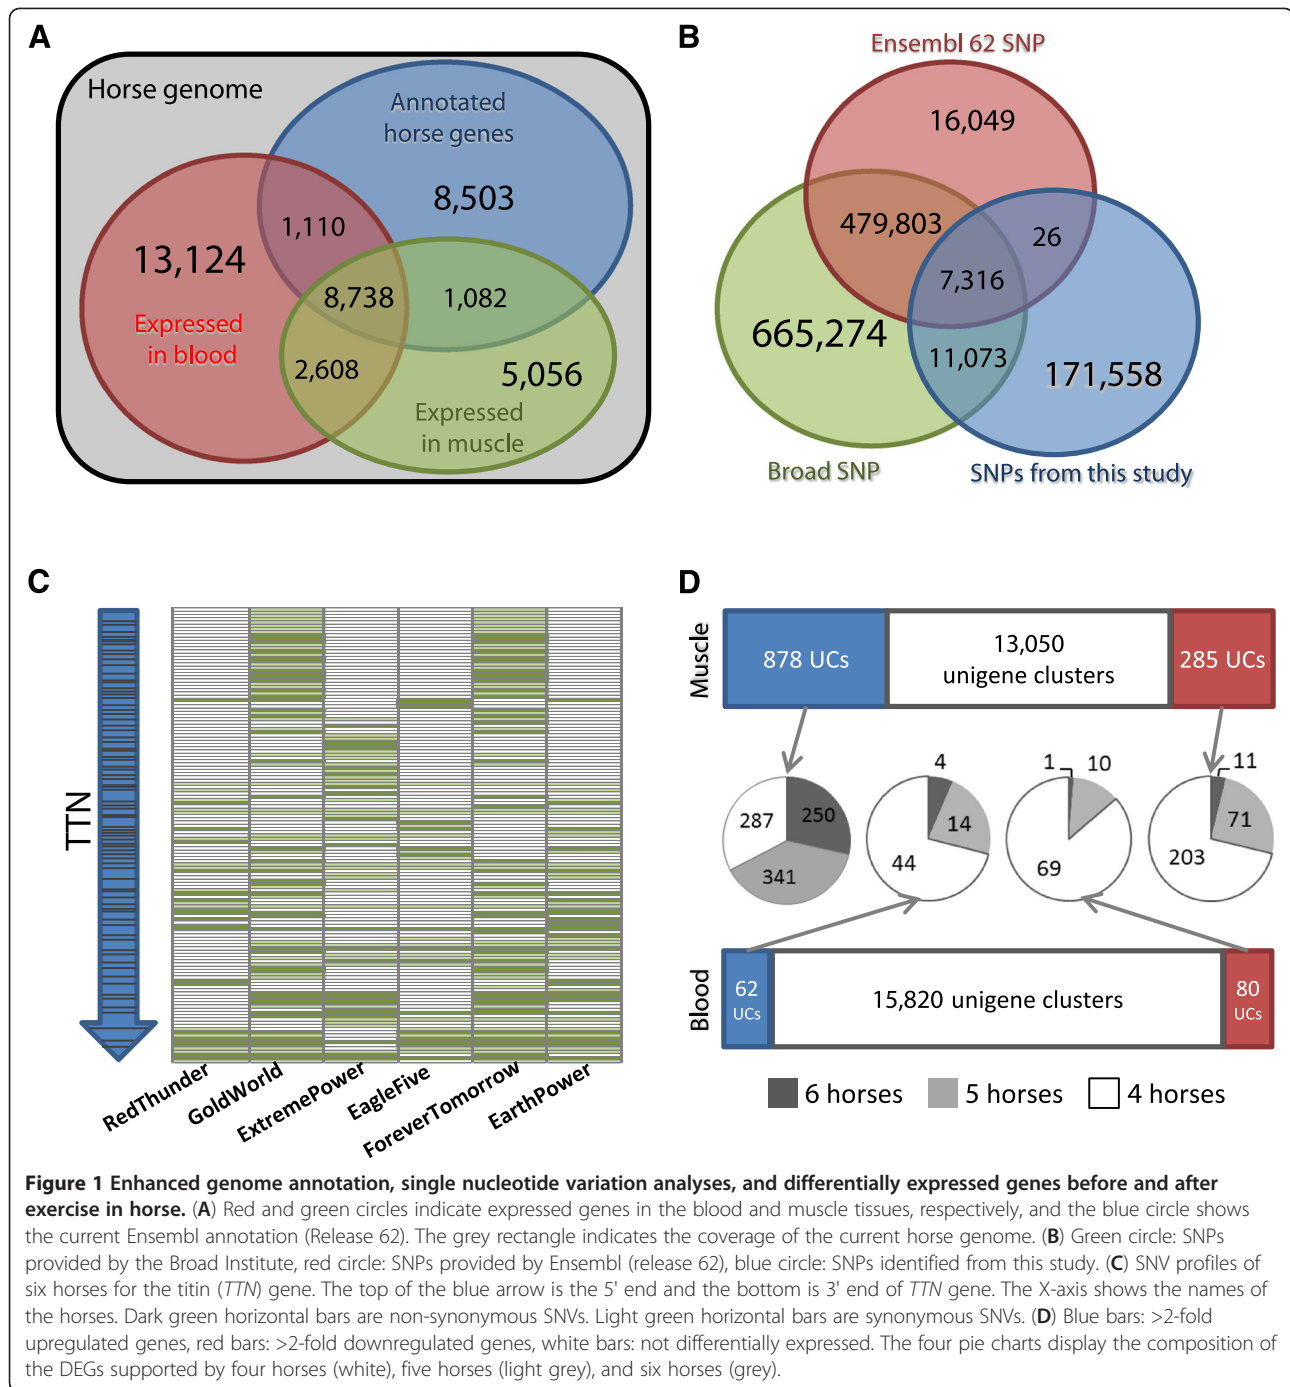 A
Horse genome
Annotated
horse genes
8,503
1,110
13,124
Expressed
in blood
8,738
1,082
2,608
5,056
Expressed
in muscle
B
Ensembl 62 SNP
16,049
479,803
26
7,316
665,274
11,073
171,558
Broad SNP
SNPs from this study
C
TTN
RedThunder
GoldWorld
ExtremePower
EagleFive
ForeverTomorrow
EarthPower
D
Muscle
878 UCs
13,050
unigene clusters
285 UCs
287
250
341
4
14
44
1
10
69
11
71
203
Blood
62
UCs
15,820 unigene clusters
80
UCs
6 horses
5 horses
4 horses
Figure 1 Enhanced genome annotation, single nucleotide variation analyses, and differentially expressed genes before and after
exercise in horse. (A) Red and green circles indicate expressed genes in the blood and muscle tissues, respectively, and the blue circle shows
the current Ensembl annotation (Release 62). The grey rectangle indicates the coverage of the current horse genome. (B) Green circle: SNPs
provided by the Broad Institute, red circle: SNPs provided by Ensembl (release 62), blue circle: SNPs identified from this study. (C) SNV profiles of
six horses for the titin (TTN) gene. The top of the blue arrow is the 5' end and the bottom is 3' end of TTN gene. The X-axis shows the names of
the horses. Dark green horizontal bars are non-synonymous SNVs. Light green horizontal bars are synonymous SNVs. (D) Blue bars: >2-fold
upregulated genes, red bars: >2-fold downregulated genes, white bars: not differentially expressed. The four pie charts display the composition of
the DEGs supported by four horses (white), five horses (light grey), and six horses (grey).